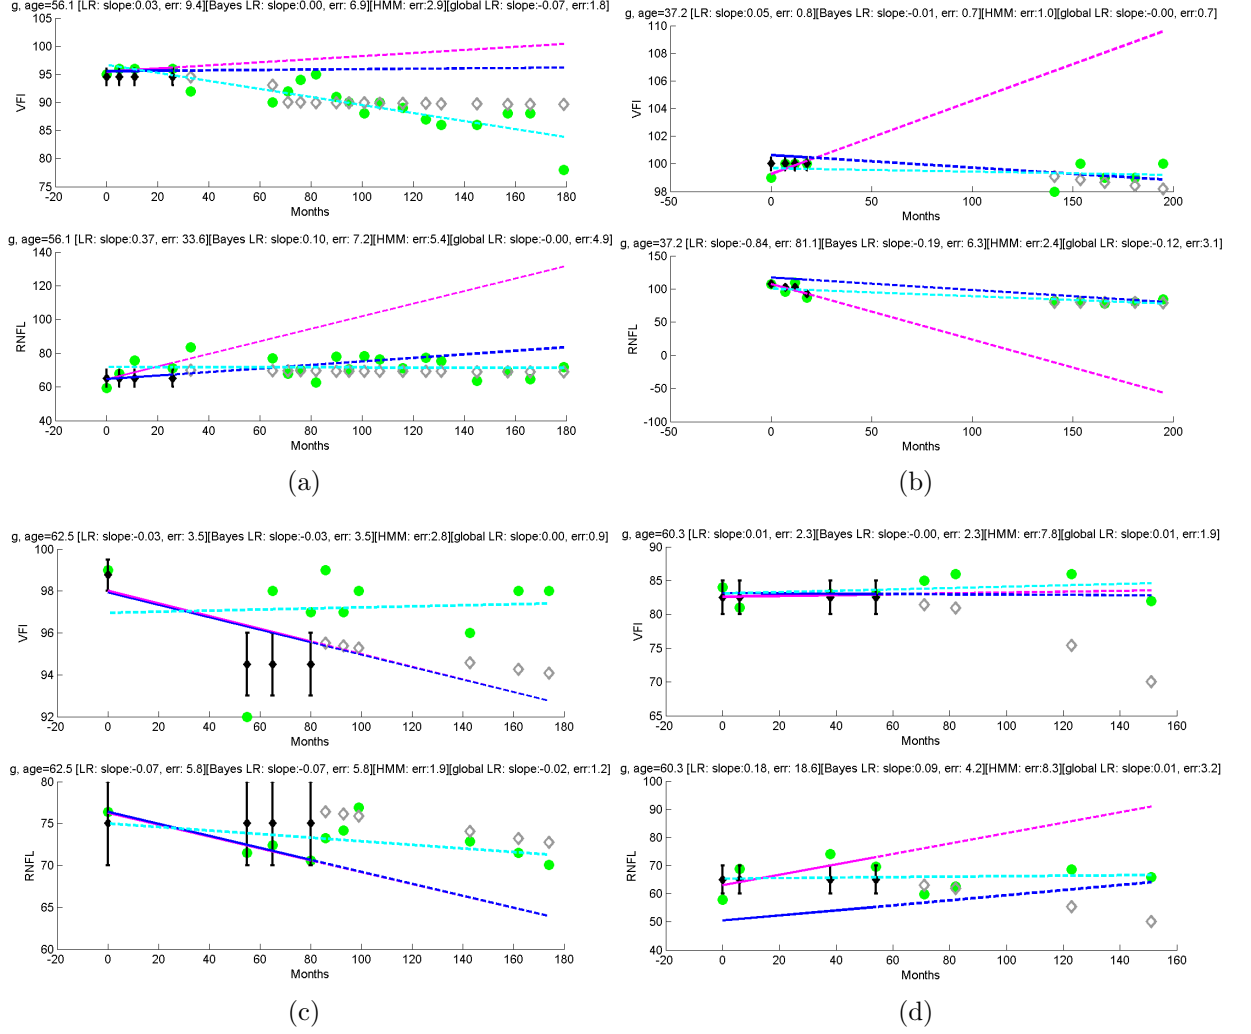 g, age=56.1 [LR: slope:0.03, err: 9.4][Bayes LR: slope:0.00, err: 6.9][HMM: err:2.9][global LR: slope:-0.07, err:1.8]
100
95
90
85
80
75
105
VFI
-20 0 20 40 60 80 100 120 140 160 180
Months
g, age=56.1 [LR: slope:0.37, err: 33.6][Bayes LR: slope:0.10, err: 7.2][HMM: err:5.4][global LR: slope:-0.00, err:4.9]
140
120
100
80
60
40
RNFL
-20 0 20 40 60 80 100 120 140 160 180
Months
(a)
g, age=37.2 [LR: slope:0.05, err: 0.8][Bayes LR: slope:-0.01, err: 0.7][HMM: err:1.0][global LR: slope:-0.00, err:0.7]
110
108
106
104
102
100
98
VFI
-50 0 50 100 150 200
Months
g, age=37.2 [LR: slope:-0.84, err: 81.1][Bayes LR: slope:-0.19, err: 6.3][HMM: err:2.4][global LR: slope:-0.12, err:3.1]
150
100
50
0
-50
-100
RNFL
-50 0 50 100 150 200
Months
(b)
g, age=62.5 [LR: slope:-0.03, err: 3.5][Bayes LR: slope:-0.03, err: 3.5][HMM: err:2.8][global LR: slope:0.00, err:0.9]
100
98
96
94
92
VFI
-20 0 20 40 60 80 100 120 140 160 180
Months
g, age=62.5 [LR: slope:-0.07, err: 5.8][Bayes LR: slope:-0.07, err: 5.8][HMM: err:1.9][global LR: slope:-0.02, err:1.2]
80
75
70
65
60
RNFL
-20 0 20 40 60 80 100 120 140 160 180
Months
(c)
g, age=60.3 [LR: slope:0.01, err: 2.3][Bayes LR: slope:-0.00, err: 2.3][HMM: err:7.8][global LR: slope:0.01, err:1.9]
90
85
80
75
70
65
VFI
-20 0 20 40 60 80 100 120 140 160
Months
g, age=60.3 [LR: slope:0.18, err: 18.6][Bayes LR: slope:0.09, err: 4.2][HMM: err:8.3][global LR: slope:0.01, err:3.2]
100
90
80
70
60
50
40
RNFL
-20 0 20 40 60 80 100 120 140 160
Months
(d)